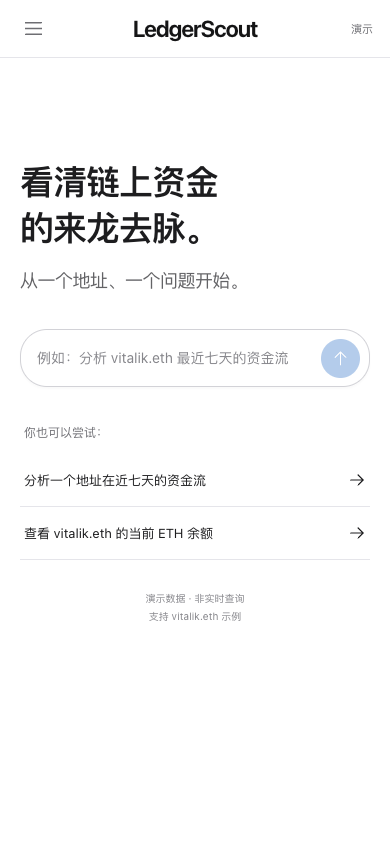 LedgerScout
演示
看清链上资金
的来龙去脉。
从一个地址、一个问题开始。
例如：分析 vitalik.eth 最近七天的资金流
你也可以尝试：
分析一个地址在近七天的资金流
查看 vitalik.eth 的当前 ETH 余额
演示数据 · 非实时查询
支持 vitalik.eth 示例